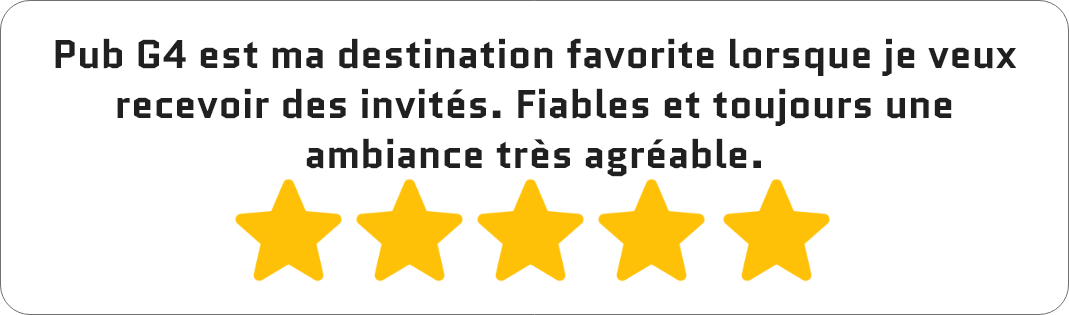 Pub G4 est ma destination favorite lorsque je veux
recevoir des invités. Fiables et toujours une
ambiance très agréable.